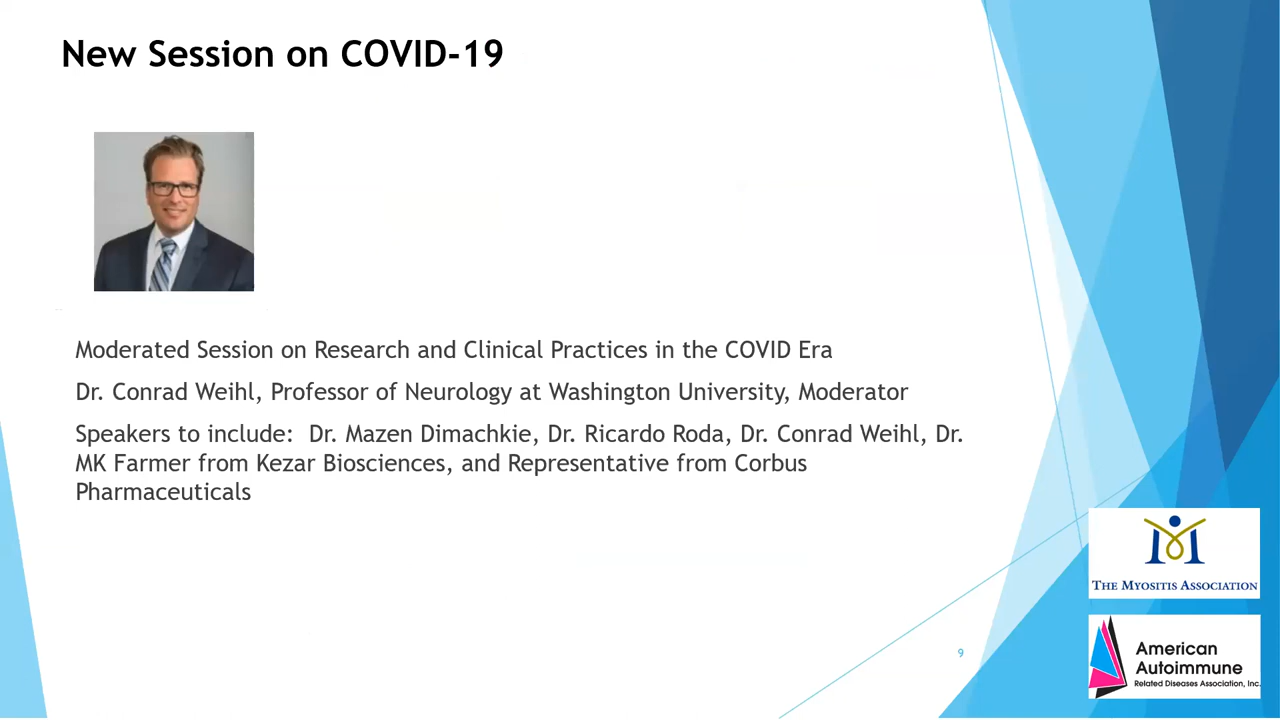 New Session on COVID-19
Moderated Session on Research and Clinical Practices in the COVID Era
Dr. Conrad Weihl, Professor of Neurology at Washington University, Moderator
Speakers to include: Dr. Mazen Dimachkie, Dr. Ricardo Roda, Dr. Conrad Weihl, Dr.
MK Farmer from Kezar Biosciences, and Representative from Corbus
Pharmaceuticals
THE MYOSITIS ASSOCIATION
9
American
Autoimmune
Related Diseases Association, Inc.